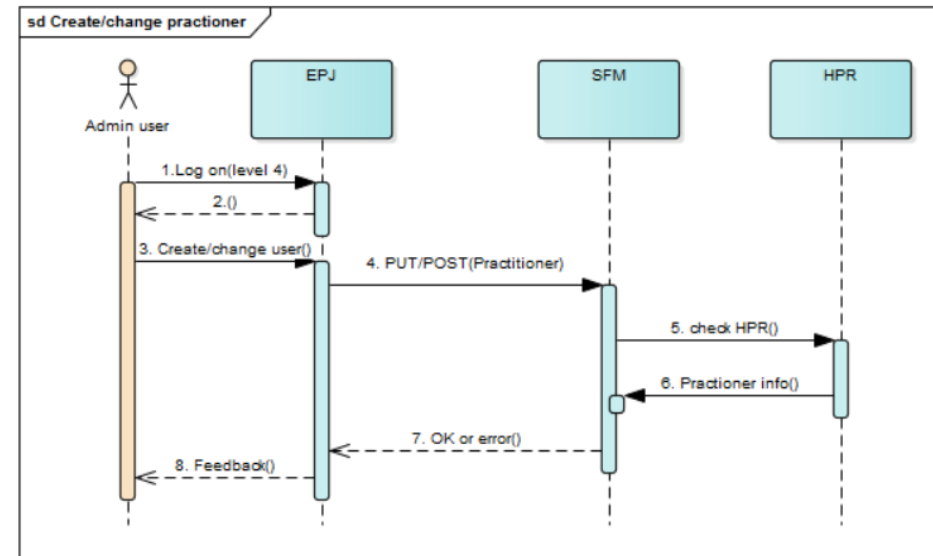 sd Create/change practioner
EPJ
SFM
HPR
Admin user
1.Log on(level 4)
2.()
3. Create/change user()
4. PUT/POST(Practitioner)
5. check HPR()
6. Practioner info()
7. OK or error()
8. Feedback()